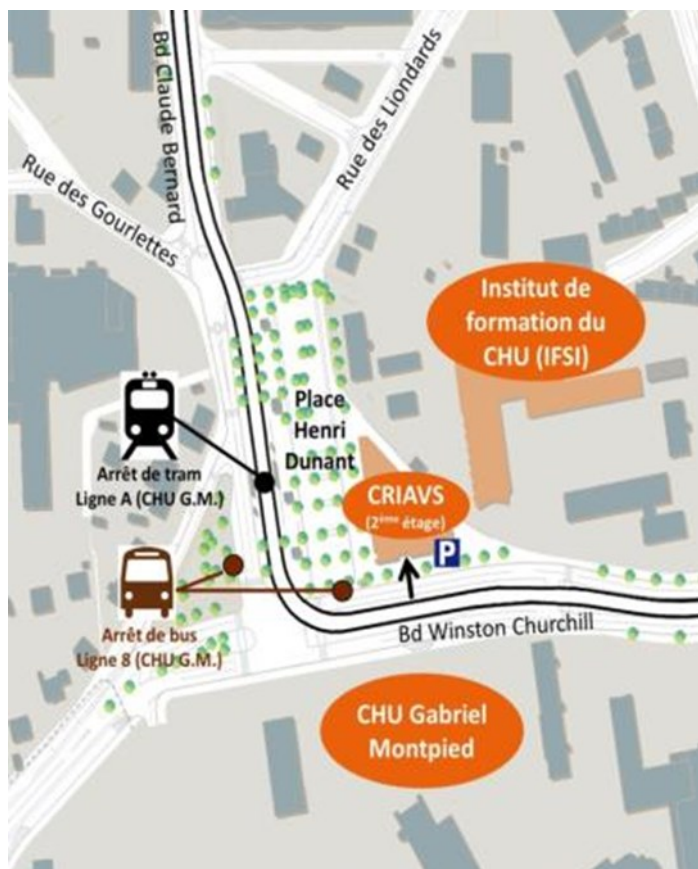 Bd Claude Bernard
Rue des Liondards
Rue des Gourlettes
Institut de
formation du
CHU (IFSI)
Place
Henri
Dunant
Arrêt de tram
Ligne A (CHU G.M.)
CRIAVS
(2ème étage)
P
Arrêt de bus
Ligne 8 (CHU G.M.)
Bd Winston Churchill
CHU Gabriel
Montpied